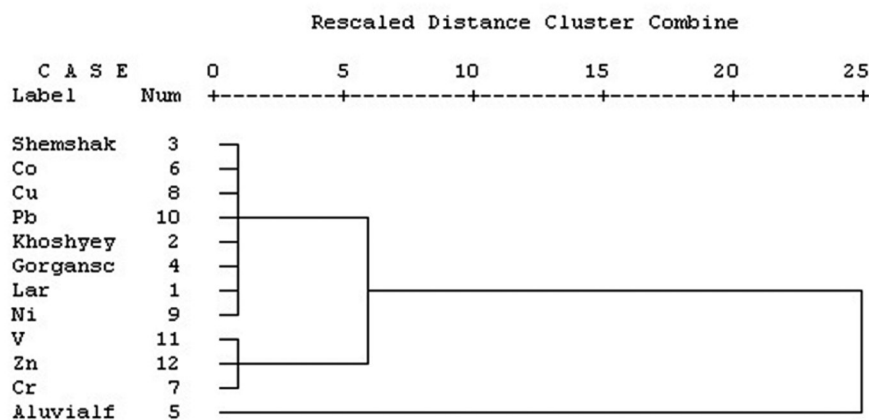 Rescaled Distance Cluster Combine
C A S E 0 5 10 15 20 25
Label Num +---------+---------+---------+---------+---------+
Shemshak 3
Co 6
Cu 8
Pb 10
Khoshyey 2
Gorgansc 4
Lar 1
Ni 9
V 11
Zn 12
Cr 7
Aluvialf 5